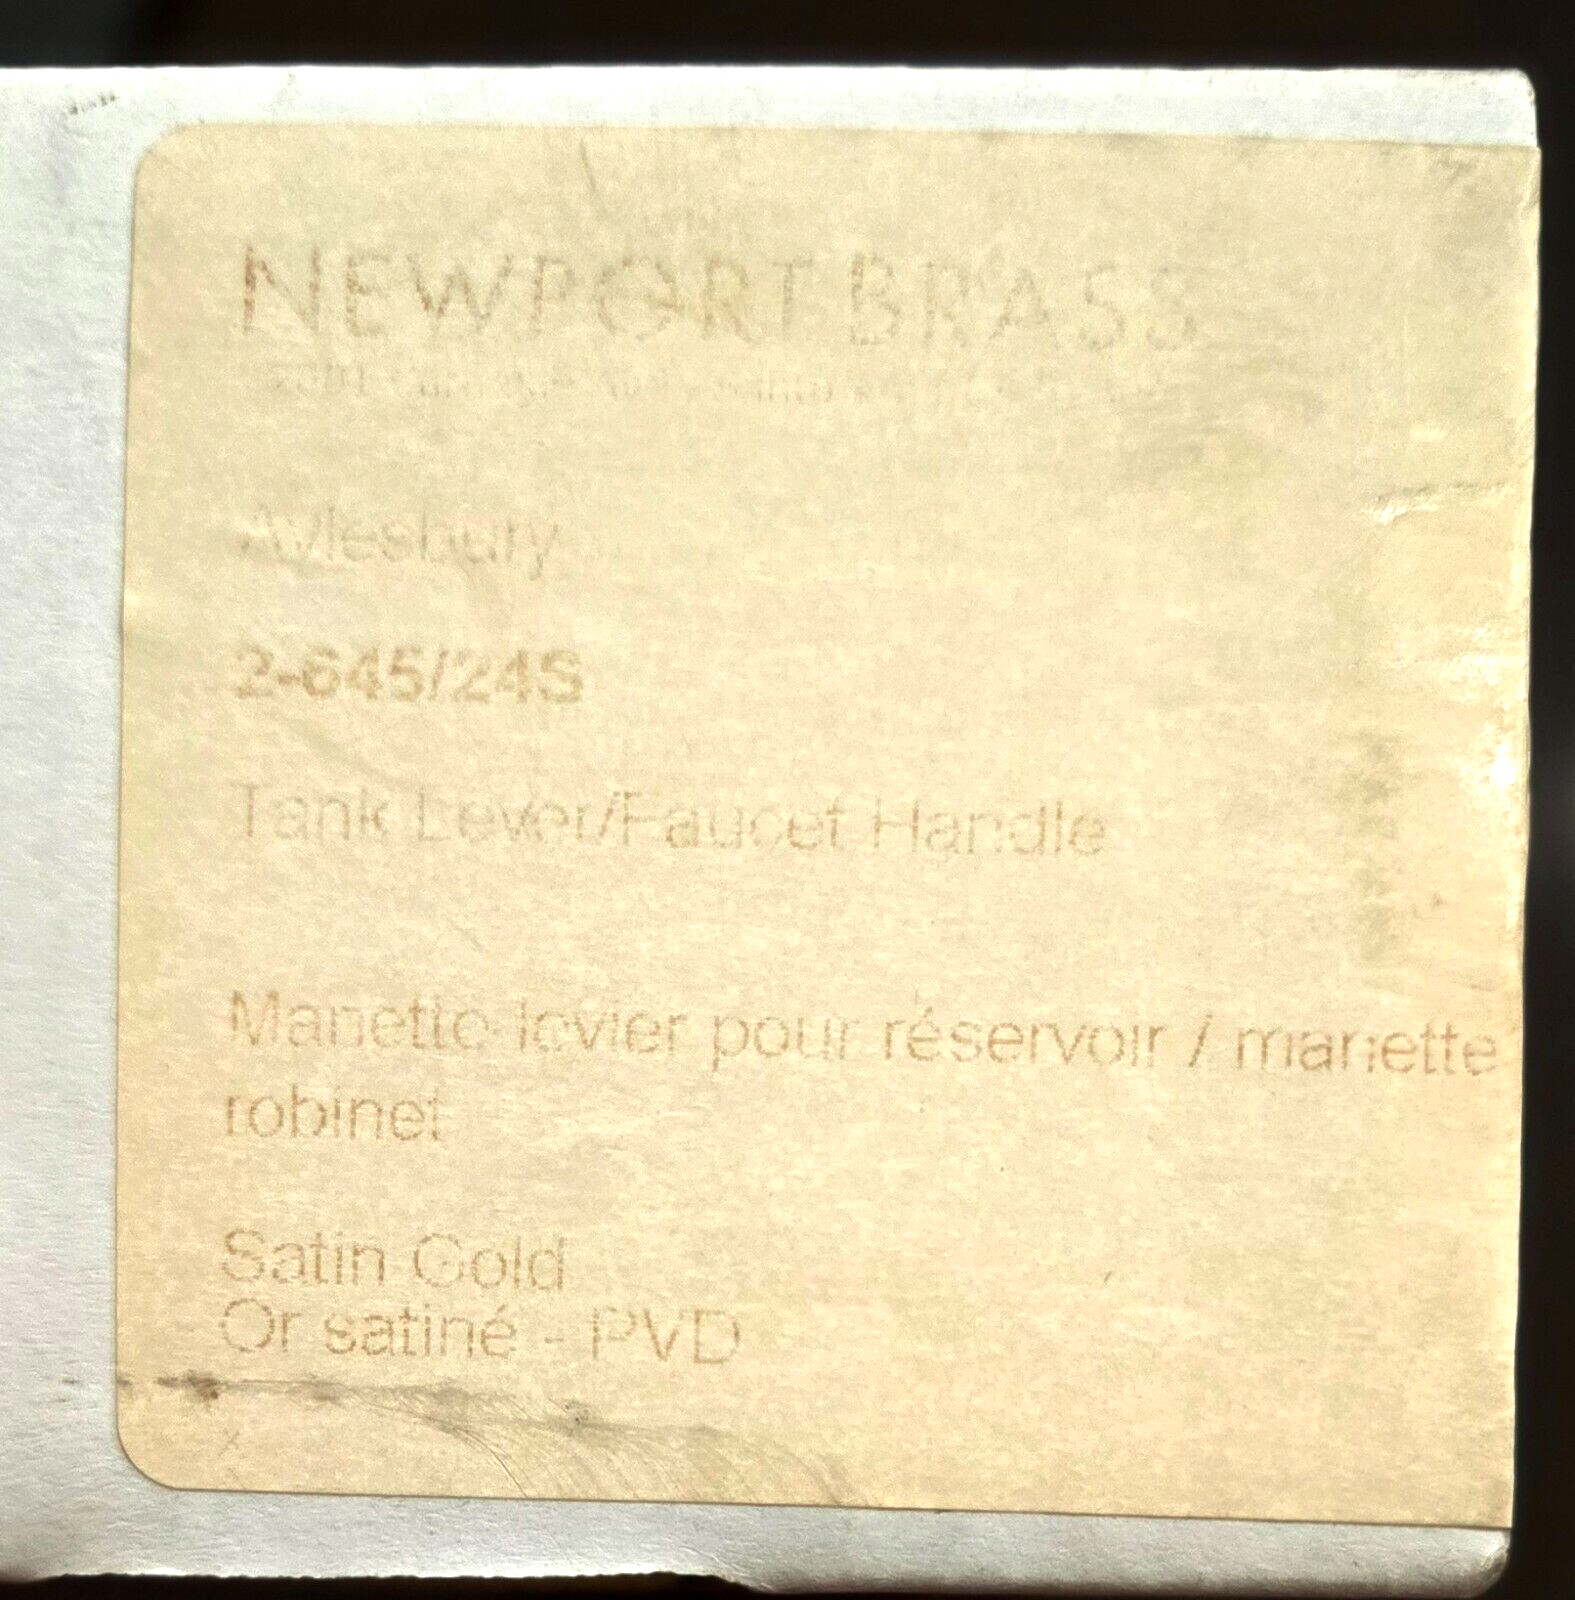 NEWPORT BRASS
2001
Aylesbury
2-645/24S
Tank Lever/Faucet Handle
Manette-levier pour réservoir / manette
robinet
Satin Gold
Or satiné - PVD